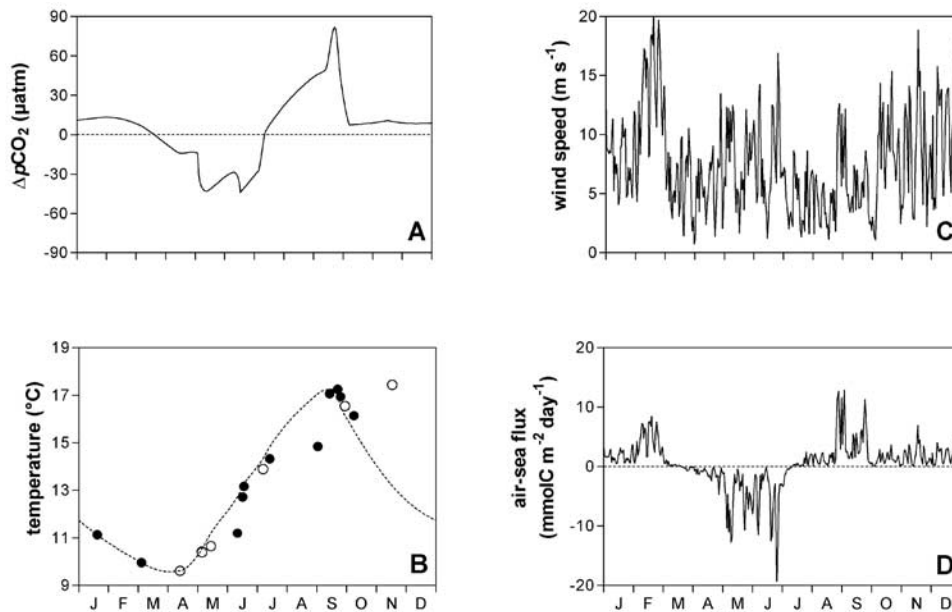 90
60
30
0
-30
-60
-90
ΔpCO₂ (µatm)
A
20
15
10
5
0
wind speed (m s⁻¹)
C
19
17
15
13
11
9
temperature (°C)
B
J F M A M J J A S O N D
20
10
0
-10
-20
air-sea flux
(mmolC m⁻² day⁻¹)
D
J F M A M J J A S O N D